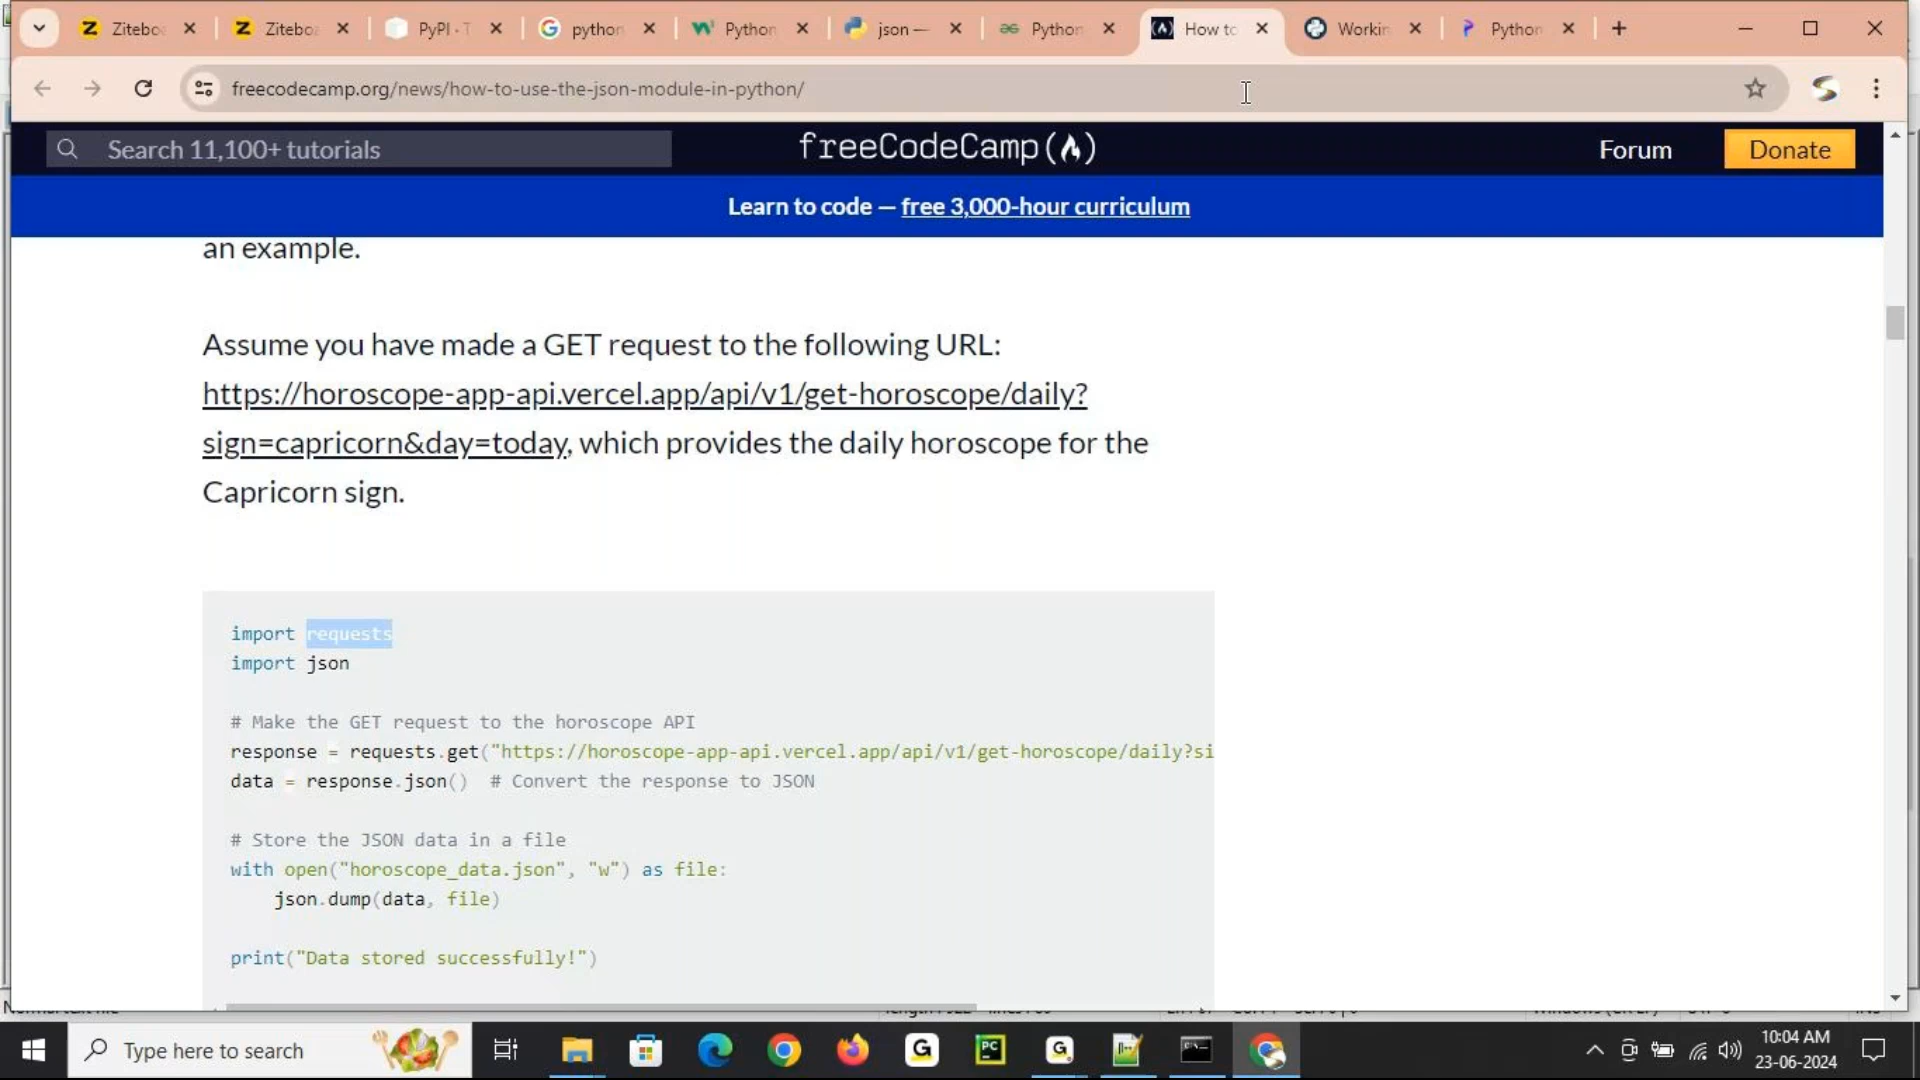 Zitebo
Zitebo
PyPI · T
python
Python
json —
Python
How to
Workin
Python
freecodecamp.org/news/how-to-use-the-json-module-in-python/
Search 11,100+ tutorials
freeCodeCamp(🔥)
Forum
Donate
Learn to code — free 3,000-hour curriculum
an example.
Assume you have made a GET request to the following URL:
https://horoscope-app-api.vercel.app/api/v1/get-horoscope/daily?
sign=capricorn&day=today, which provides the daily horoscope for the
Capricorn sign.
import requests
import json
# Make the GET request to the horoscope API
response = requests.get("https://horoscope-app-api.vercel.app/api/v1/get-horoscope/daily?si
data = response.json()  # Convert the response to JSON
# Store the JSON data in a file
with open("horoscope_data.json", "w") as file:
    json.dump(data, file)
print("Data stored successfully!")
Type here to search
10:04 AM
23-06-2024